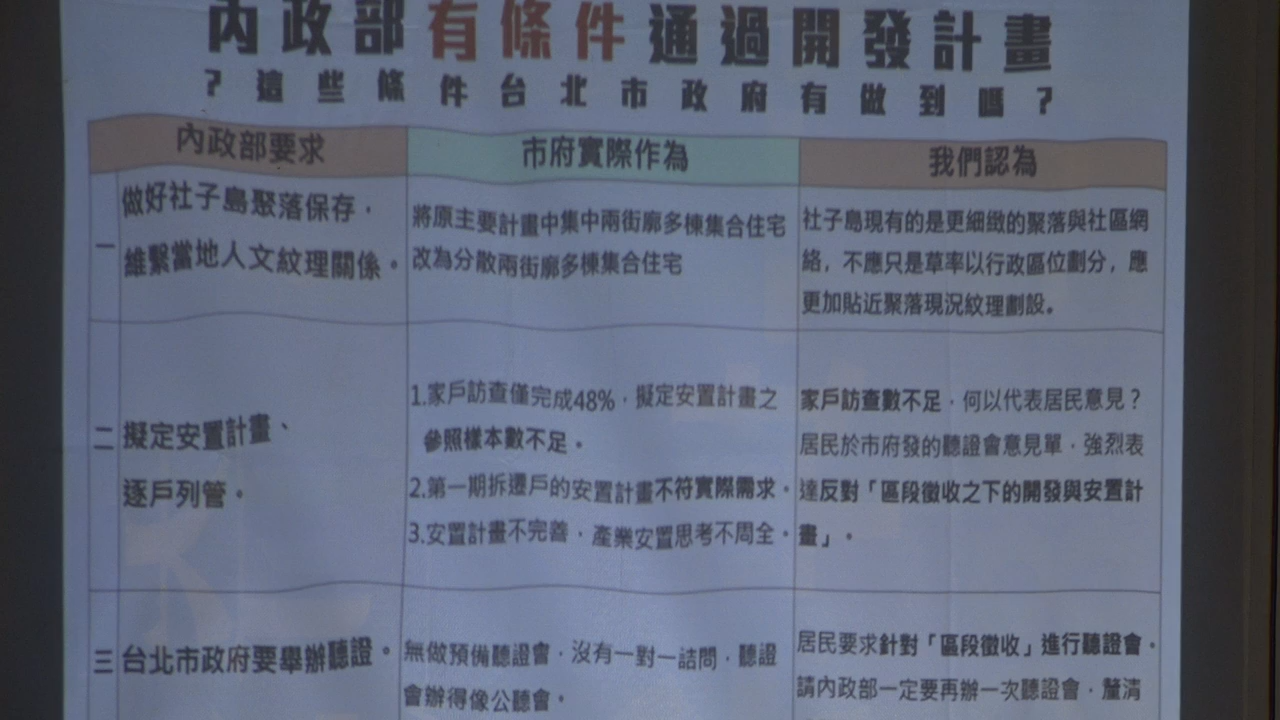 內政部有條件通過開發計畫
?這些條件台北市政府有做到嗎?
內政部要求
市府實際作為
我們認為
一
做好社子島聚落保存，
維繫當地人文紋理關係。
將原主要計畫中集中兩街廓多棟集合住宅
改為分散兩街廓多棟集合住宅
社子島現有的是更細緻的聚落與社區網
絡，不應只是草率以行政區位劃分，應
更加貼近聚落現況紋理劃設。
二
擬定安置計畫、
逐戶列管。
1.家戶訪查僅完成48%，擬定安置計畫之
參照樣本數不足。
2.第一期拆遷戶的安置計畫不符實際需求。
3.安置計畫不完善，產業安置思考不周全。
家戶訪查數不足，何以代表居民意見?
居民於市府發的聽證會意見單，強烈表
達反對「區段徵收之下的開發與安置計
畫」。
三
台北市政府要舉辦聽證。
無做預備聽證會，沒有一對一詰問，聽證
會辦得像公聽會。
居民要求針對「區段徵收」進行聽證會。
請內政部一定要再辦一次聽證會，釐清